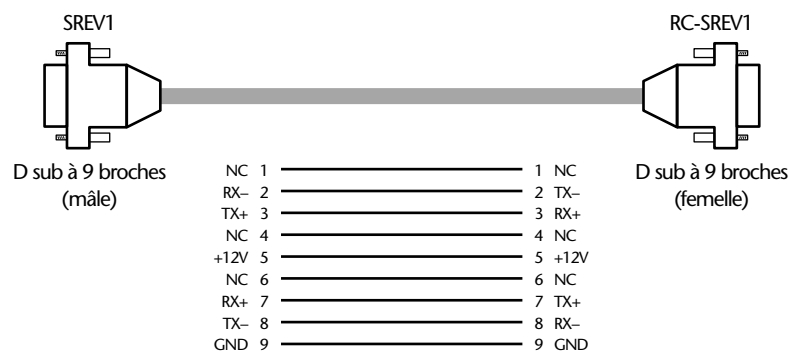 SREV1 RC-SREV1
D sub à 9 broches D sub à 9 broches
(mâle) (femelle)
NC 1 1 NC
RX– 2 2 TX–
TX+ 3 3 RX+
NC 4 4 NC
+12V 5 5 +12V
NC 6 6 NC
RX+ 7 7 TX+
TX– 8 8 RX–
GND 9 9 GND